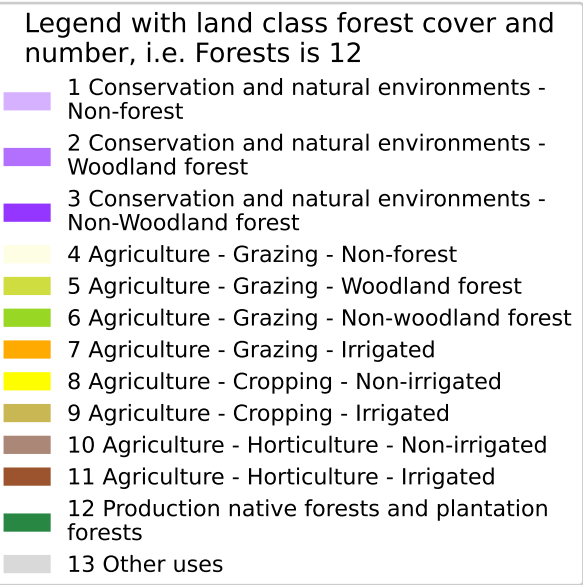 Legend with land class forest cover and
number, i.e. Forests is 12
1 Conservation and natural environments -
Non-forest
2 Conservation and natural environments -
Woodland forest
3 Conservation and natural environments -
Non-Woodland forest
4 Agriculture - Grazing - Non-forest
5 Agriculture - Grazing - Woodland forest
6 Agriculture - Grazing - Non-woodland forest
7 Agriculture - Grazing - Irrigated
8 Agriculture - Cropping - Non-irrigated
9 Agriculture - Cropping - Irrigated
10 Agriculture - Horticulture - Non-irrigated
11 Agriculture - Horticulture - Irrigated
12 Production native forests and plantation
forests
13 Other uses